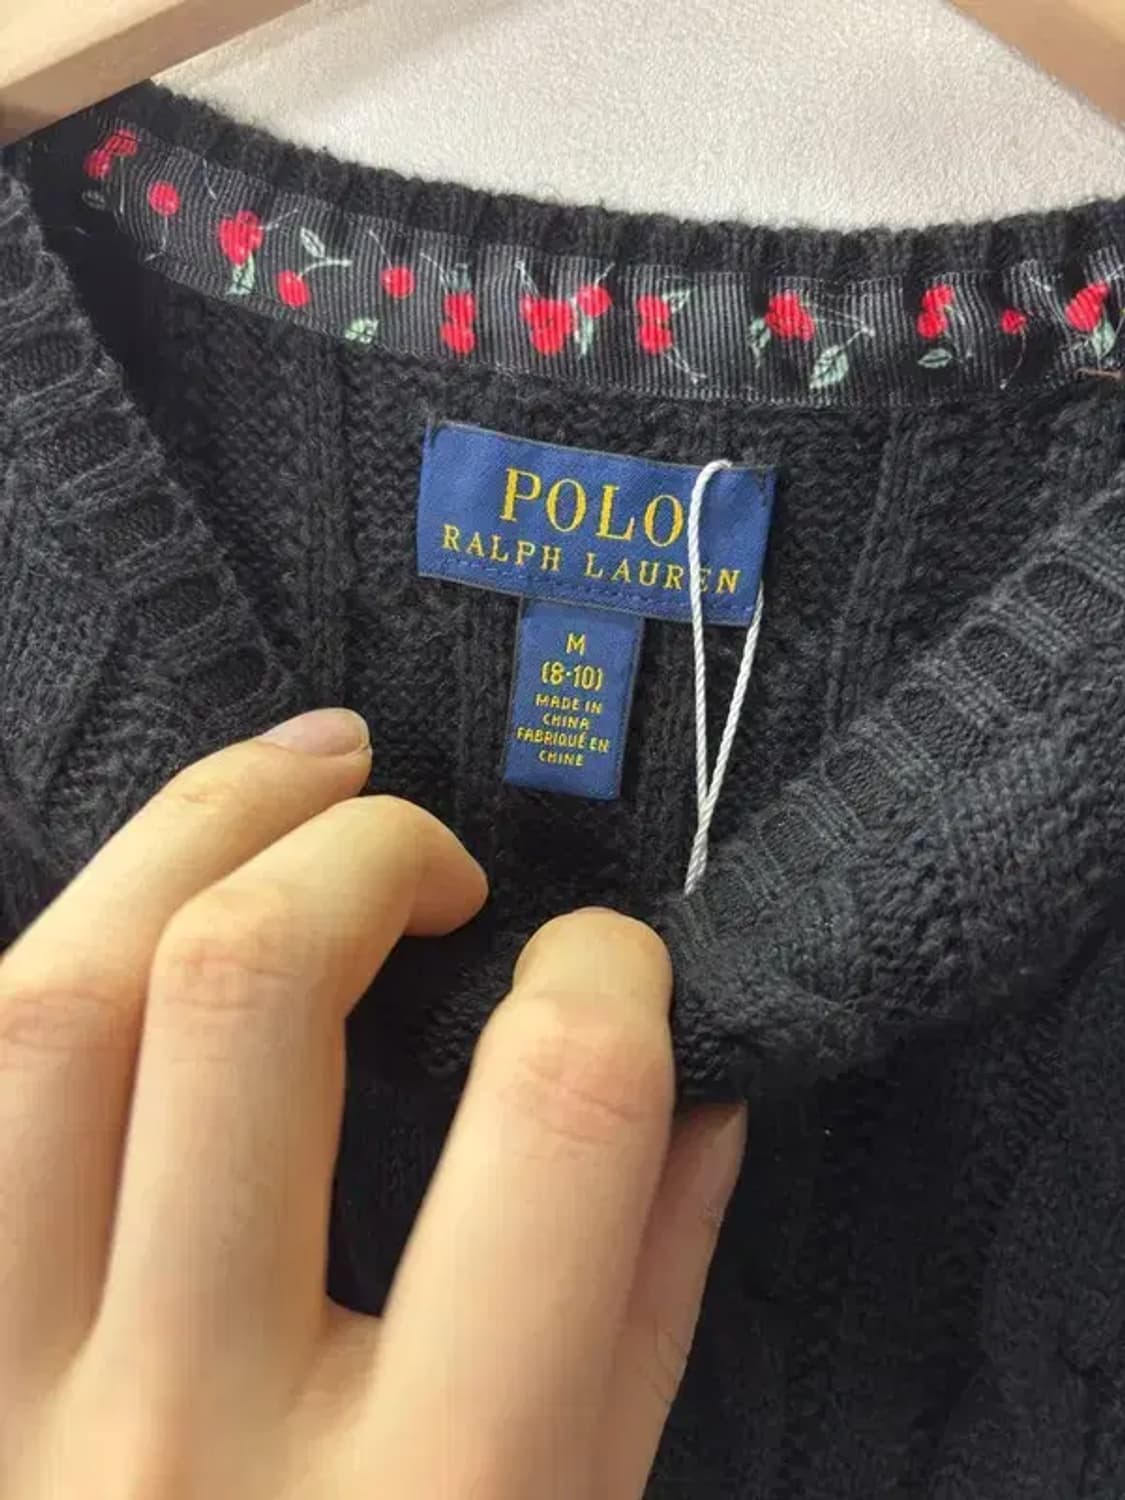 POLO
RALPH LAUREN
M
(8-10)
MADE IN
CHINA
FABRIQUÉ EN
CHINE